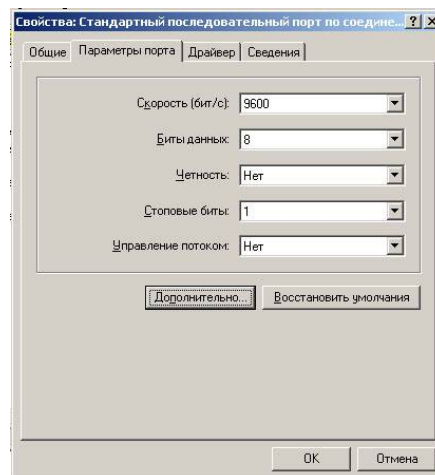 Свойства: Стандартный последовательный порт по соедине...
Общие Параметры порта Драйвер Сведения
Скорость (бит/с): 9600
Биты данных: 8
Четность: Нет
Стоповые биты: 1
Управление потоком: Нет
Дополнительно... Восстановить умолчания
OK Отмена